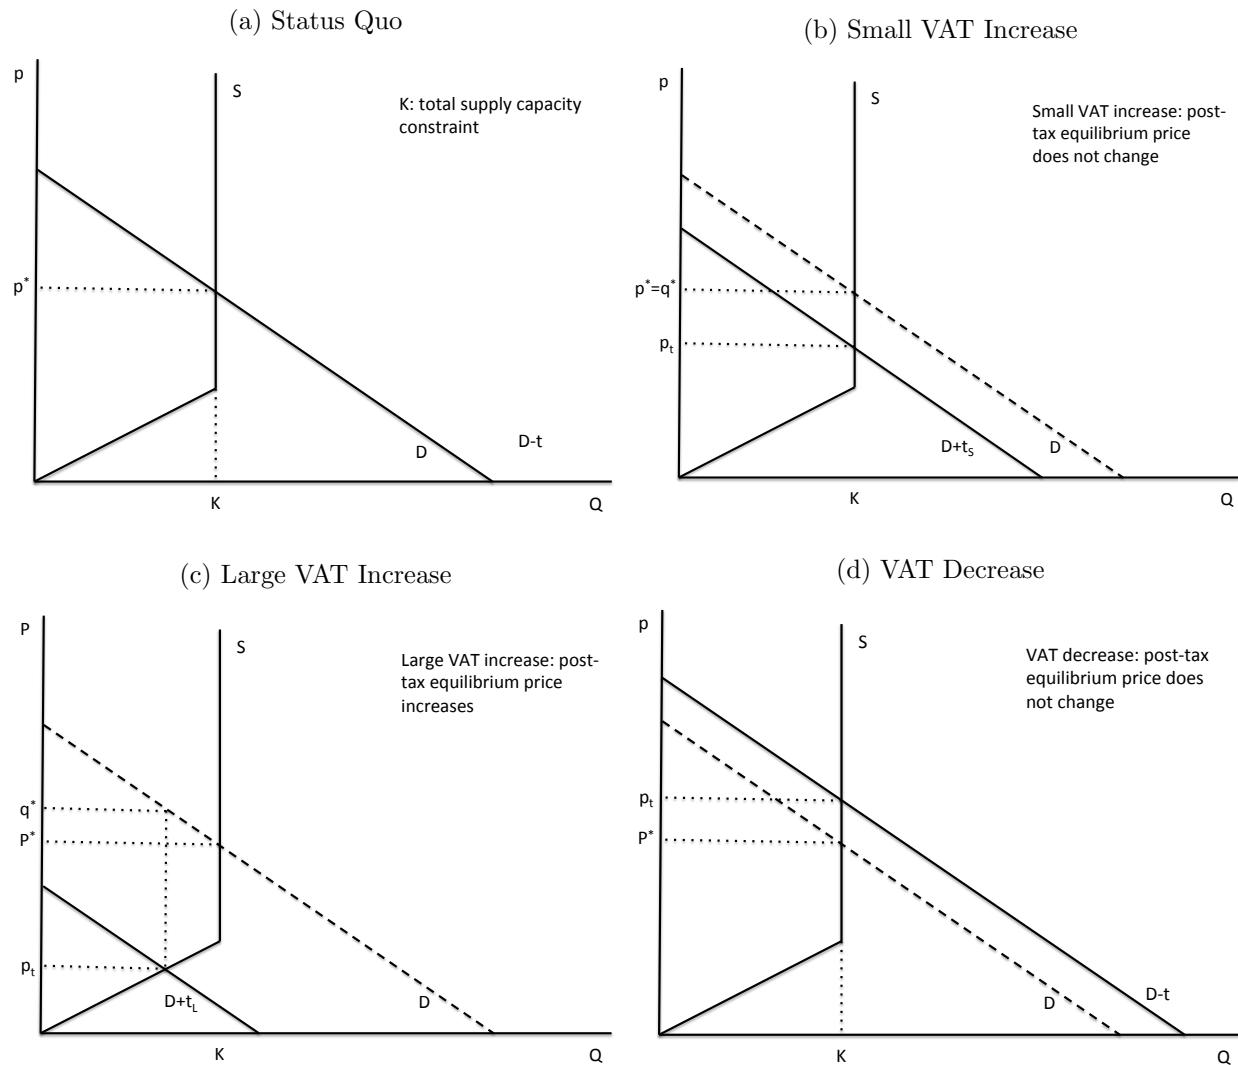 (a) Status Quo
p
S
K: total supply capacity
constraint
p*
D
D-t
K
Q
(b) Small VAT Increase
p
S
Small VAT increase: post-
tax equilibrium price
does not change
p*=q*
pt
D+tS
D
K
Q
(c) Large VAT Increase
P
S
Large VAT increase: post-
tax equilibrium price
increases
q*
P*
pt
D+tL
D
K
Q
(d) VAT Decrease
p
S
VAT decrease: post-tax
equilibrium price does
not change
pt
P*
D
D-t
K
Q